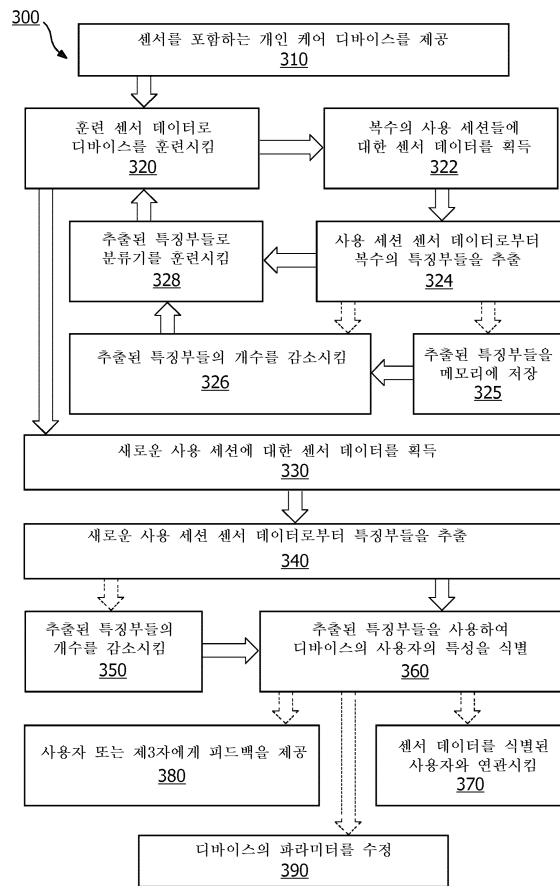 300
센서를 포함하는 개인 케어 디바이스를 제공
310
훈련 센서 데이터로
디바이스를 훈련시킴
320
복수의 사용 세션들에
대한 센서 데이터를 획득
322
추출된 특징부들로
분류기를 훈련시킴
328
사용 세션 센서 데이터로부터
복수의 특징부들을 추출
324
추출된 특징부들의 개수를 감소시킴
326
추출된 특징부들을
메모리에 저장
325
새로운 사용 세션에 대한 센서 데이터를 획득
330
새로운 사용 세션 센서 데이터로부터 특징부들을 추출
340
추출된 특징부들의
개수를 감소시킴
350
추출된 특징부들을 사용하여
디바이스의 사용자의 특성을 식별
360
사용자 또는 제3자에게 피드백을 제공
380
센서 데이터를 식별된
사용자와 연관시킴
370
디바이스의 파라미터를 수정
390